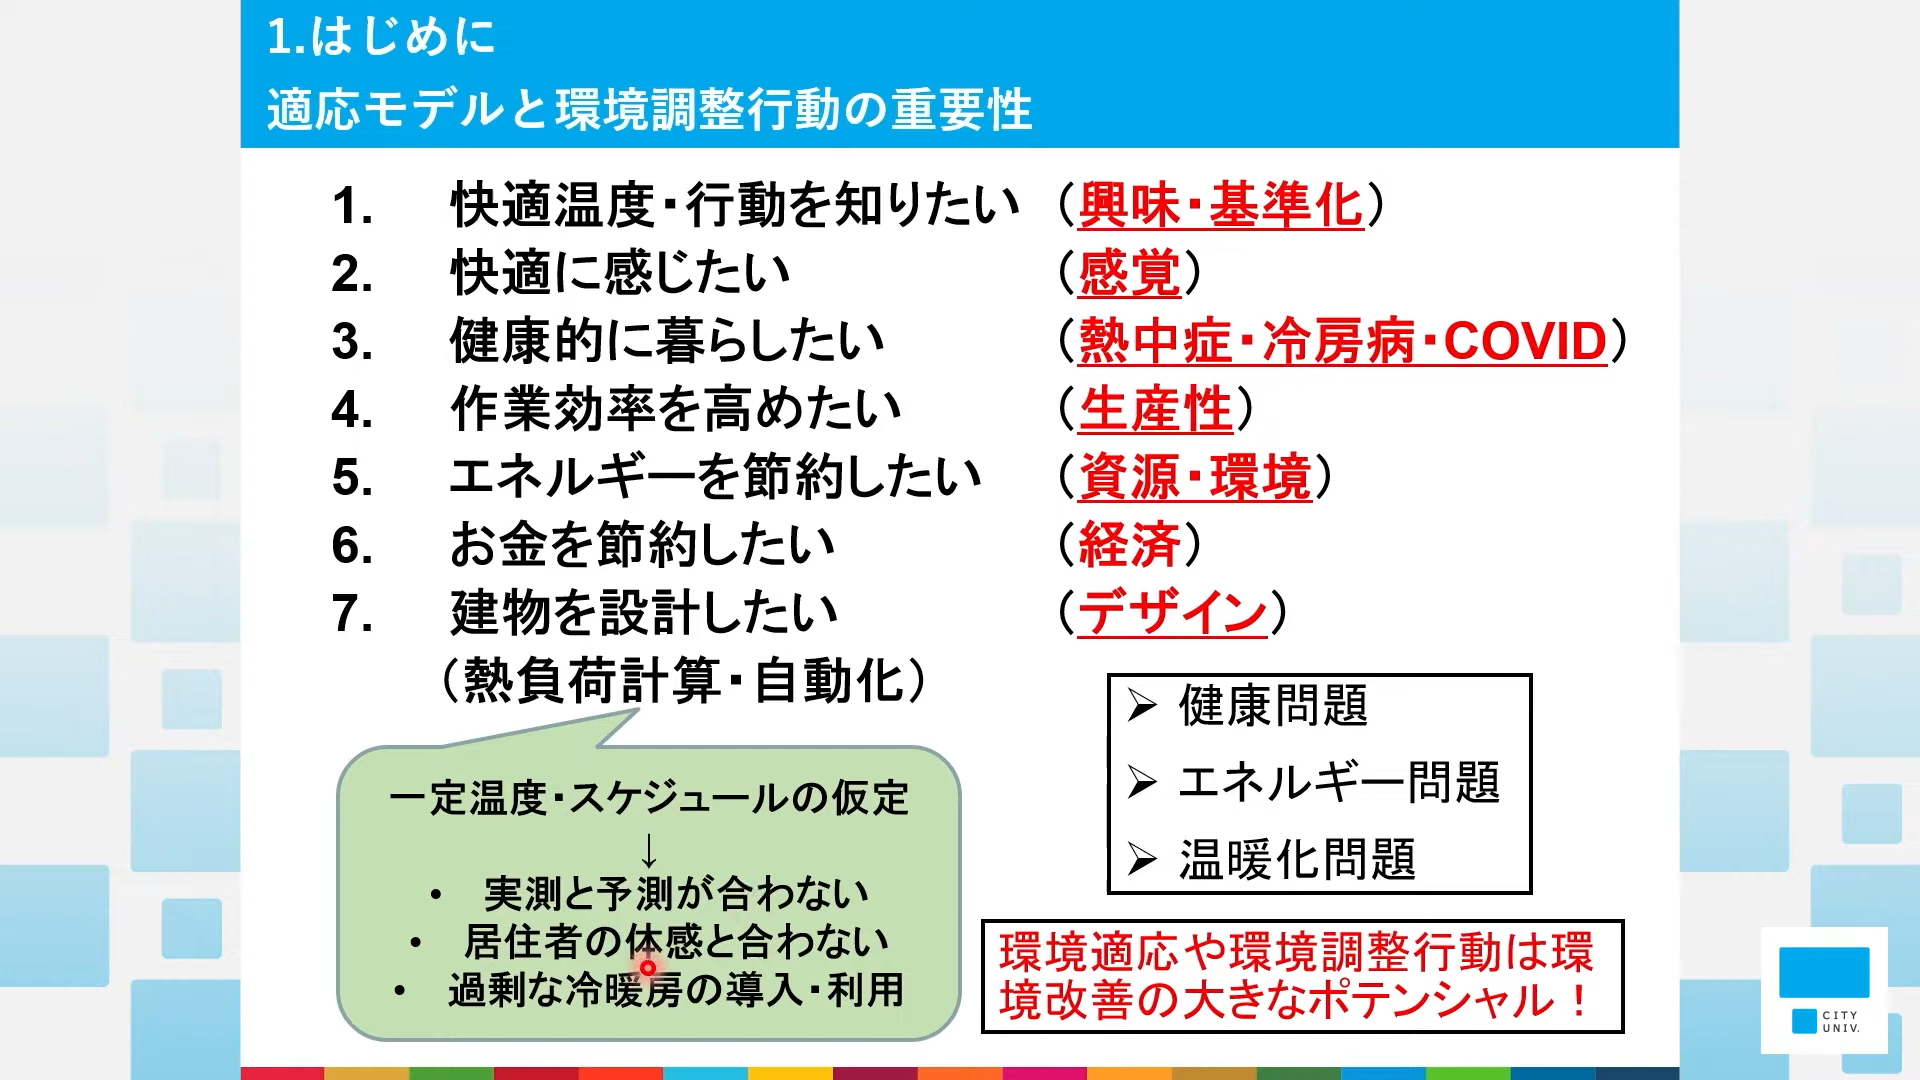 1.はじめに
適応モデルと環境調整行動の重要性
1. 快適温度・行動を知りたい （興味・基準化）
2. 快適に感じたい （感覚）
3. 健康的に暮らしたい （熱中症・冷房病・COVID）
4. 作業効率を高めたい （生産性）
5. エネルギーを節約したい （資源・環境）
6. お金を節約したい （経済）
7. 建物を設計したい （デザイン）
（熱負荷計算・自動化）
一定温度・スケジュールの仮定
↓
• 実測と予測が合わない
• 居住者の体感と合わない
• 過剰な冷暖房の導入・利用
➢ 健康問題
➢ エネルギー問題
➢ 温暖化問題
環境適応や環境調整行動は環
境改善の大きなポテンシャル！
CITY
UNIV.